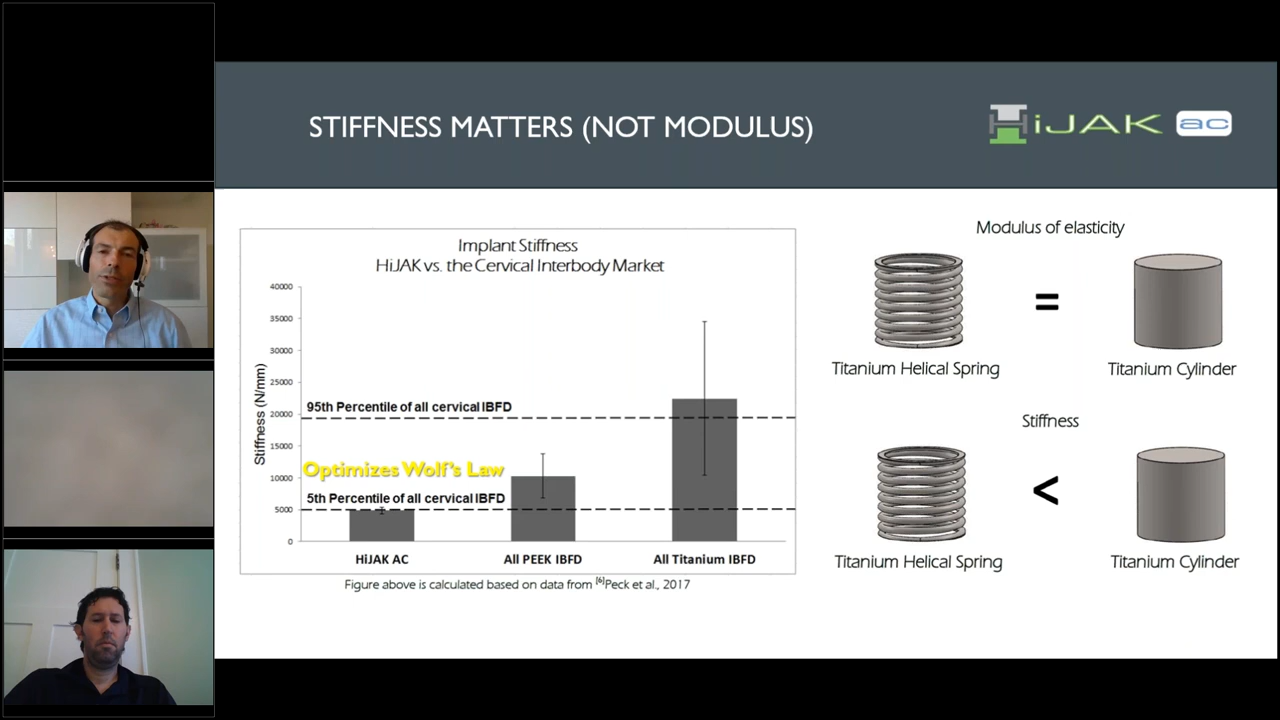 STIFFNESS MATTERS (NOT MODULUS)
HiJAK ac
Implant Stiffness
HiJAK vs. the Cervical Interbody Market
Stiffness (N/mm)
40000
35000
30000
25000
20000
15000
10000
5000
0
95th Percentile of all cervical IBFD
Optimizes Wolf's Law
5th Percentile of all cervical IBFD
HiJAK AC
All PEEK IBFD
All Titanium IBFD
Figure above is calculated based on data from [6]Peck et al., 2017
Modulus of elasticity
=
Titanium Helical Spring
Titanium Cylinder
Stiffness
<
Titanium Helical Spring
Titanium Cylinder